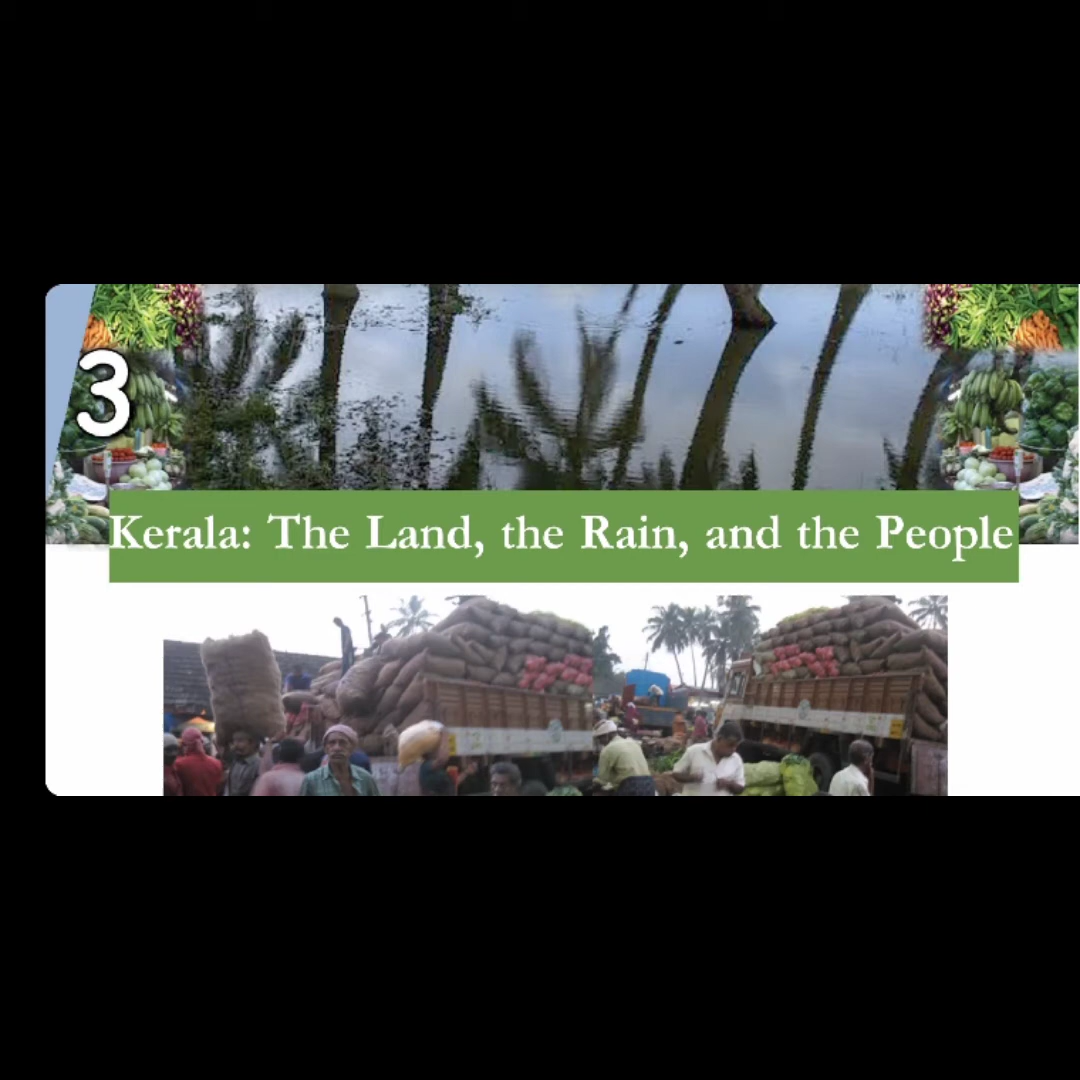 3
Kerala: The Land, the Rain, and the People